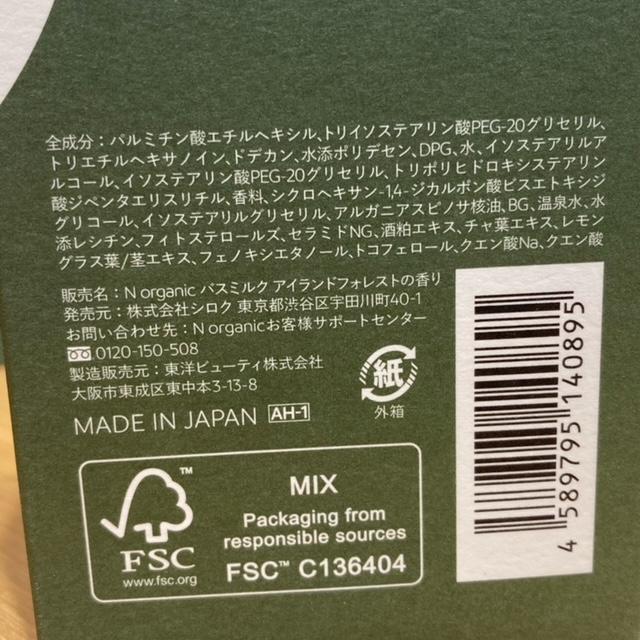 全成分：パルミチン酸エチルヘキシル、トリイソステアリン酸PEG-20グリセリル、
トリエチルヘキサノイン、ドデカン、水添ポリデセン、DPG、水、イソステアリルア
ルコール、イソステアリン酸PEG-20グリセリル、トリポリヒドロキシステアリン
酸ジペンタエリスリチル、香料、シクロヘキサン-1,4-ジカルボン酸ビスエトキシジ
グリコール、イソステアリルグリセリル、アルガニアスピノサ核油、BG、温泉水、水
添レシチン、フィトステロールズ、セラミドNG、酒粕エキス、チャ葉エキス、レモン
グラス葉/茎エキス、フェノキシエタノール、トコフェロール、クエン酸Na、クエン酸
販売名：N organic バスミルク アイランドフォレストの香り
発売元：株式会社シロク 東京都渋谷区宇田川町40-1
お問い合わせ先：N organicお客様サポートセンター
0120-150-508
製造販売元：東洋ビューティ株式会社
大阪市東成区東中本3-13-8
紙
外箱
MADE IN JAPAN AH-1
FSC™
www.fsc.org
MIX
Packaging from
responsible sources
FSC™ C136404
4 589795 140895